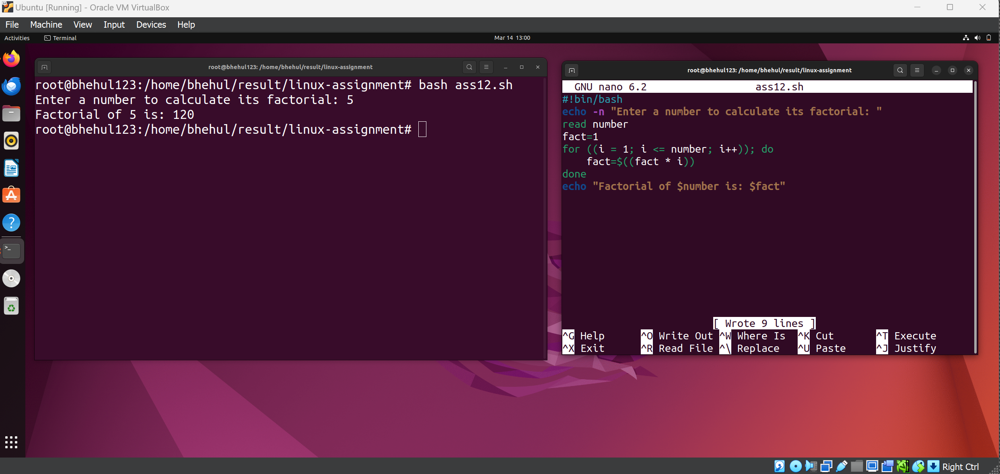 Ubuntu [Running] - Oracle VM VirtualBox
File Machine View Input Devices Help
Activities Terminal Mar 14 13:00
root@bhehul123: /home/bhehul/result/linux-assignment
root@bhehul123:/home/bhehul/result/linux-assignment# bash ass12.sh
Enter a number to calculate its factorial: 5
Factorial of 5 is: 120
root@bhehul123:/home/bhehul/result/linux-assignment#
root@bhehul123: /home/bhehul/result/linux-assignment
GNU nano 6.2 ass12.sh
#!bin/bash
echo -n "Enter a number to calculate its factorial: "
read number
fact=1
for ((i = 1; i <= number; i++)); do
    fact=$((fact * i))
done
echo "Factorial of $number is: $fact"
[ Wrote 9 lines ]
^G Help ^O Write Out ^W Where Is ^K Cut ^T Execute
^X Exit ^R Read File ^\ Replace ^U Paste ^J Justify
Right Ctrl